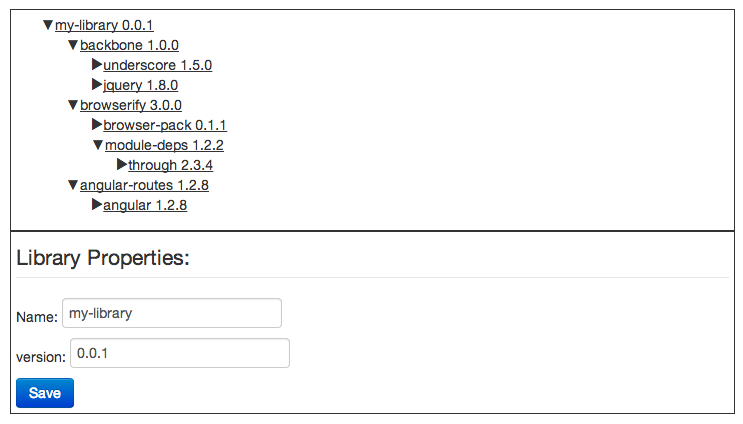 my-library 0.0.1
backbone 1.0.0
underscore 1.5.0
jquery 1.8.0
browserify 3.0.0
browser-pack 0.1.1
module-deps 1.2.2
through 2.3.4
angular-routes 1.2.8
angular 1.2.8
Library Properties:
Name: my-library
version: 0.0.1
Save